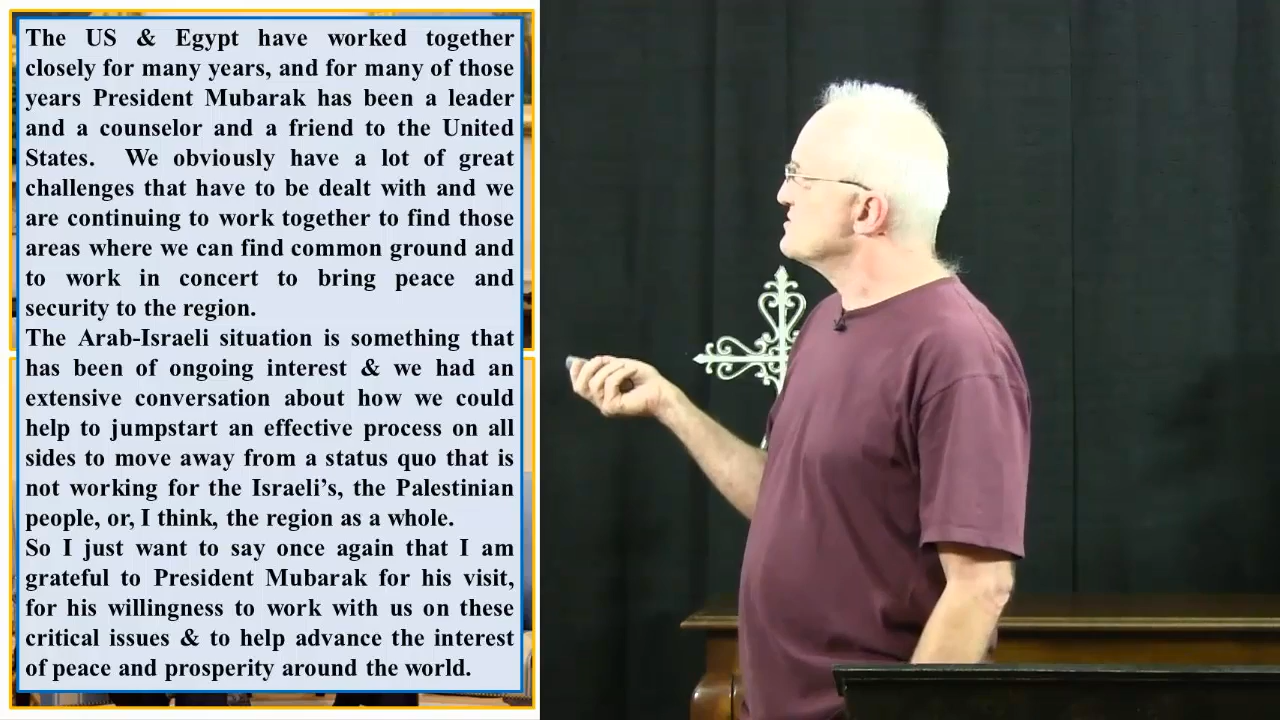 The US & Egypt have worked together
closely for many years, and for many of those
years President Mubarak has been a leader
and a counselor and a friend to the United
States. We obviously have a lot of great
challenges that have to be dealt with and we
are continuing to work together to find those
areas where we can find common ground and
to work in concert to bring peace and
security to the region.
The Arab-Israeli situation is something that
has been of ongoing interest & we had an
extensive conversation about how we could
help to jumpstart an effective process on all
sides to move away from a status quo that is
not working for the Israeli’s, the Palestinian
people, or, I think, the region as a whole.
So I just want to say once again that I am
grateful to President Mubarak for his visit,
for his willingness to work with us on these
critical issues & to help advance the interest
of peace and prosperity around the world.